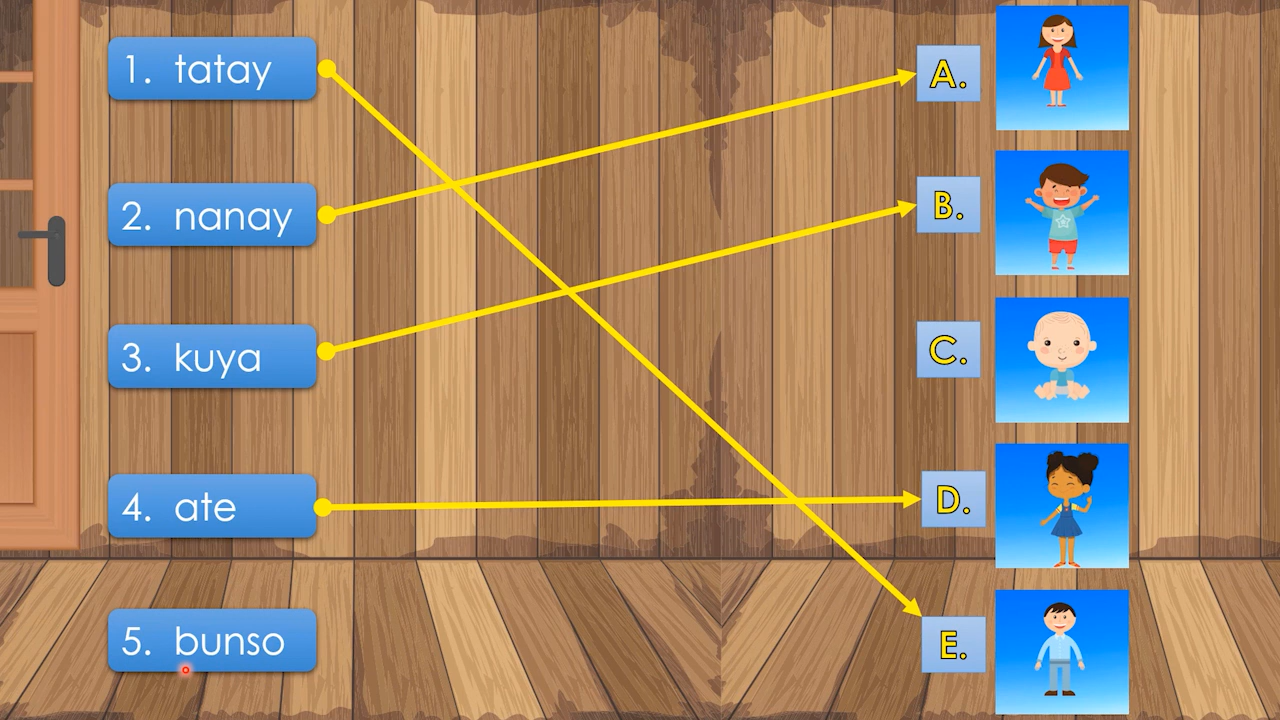 1. tatay
2. nanay
3. kuya
4. ate
5. bunso
A.
B.
C.
D.
E.